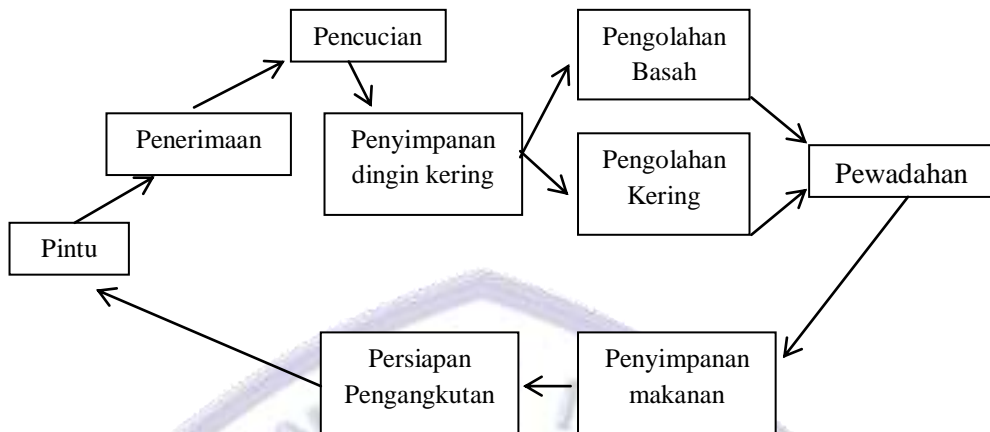 Pencucian
Pengolahan
Basah
Penerimaan
Penyimpanan
dingin kering
Pengolahan
Kering
Pewadahan
Pintu
Persiapan
Pengangkutan
Penyimpanan
makanan